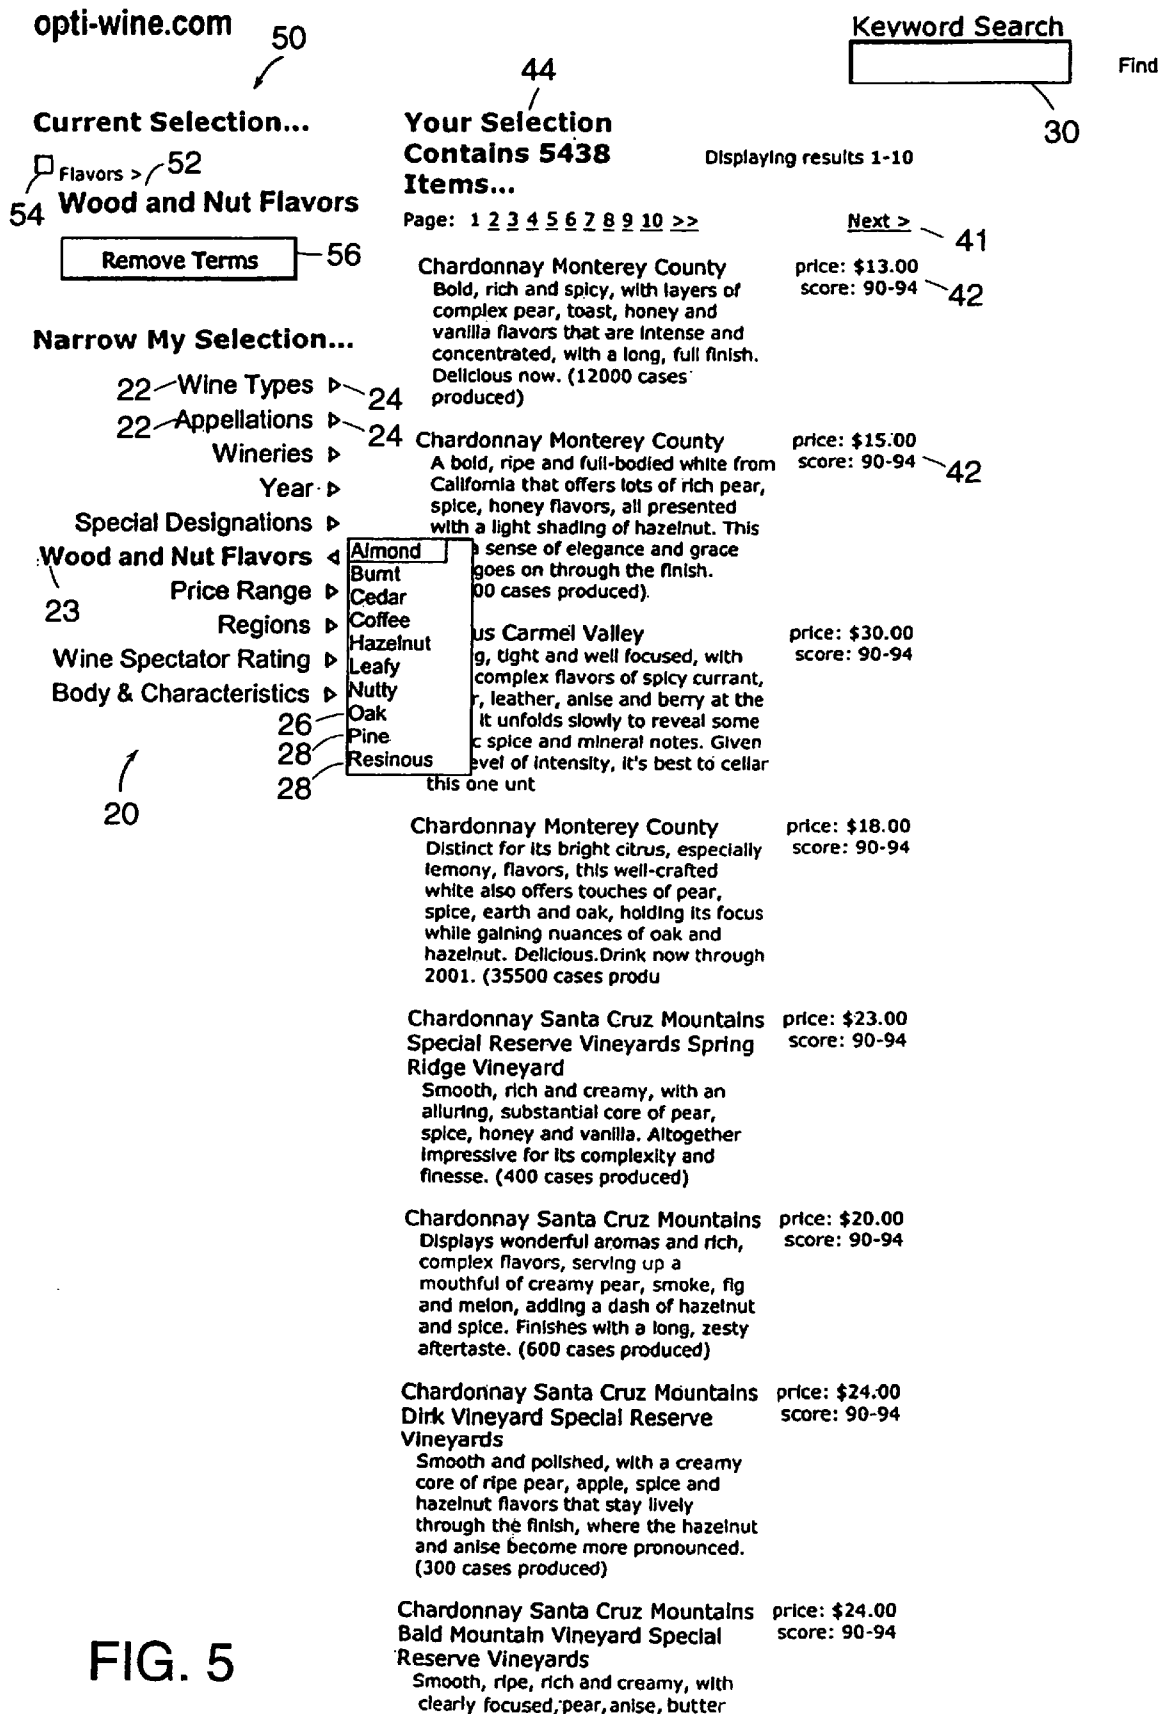 opti-wine.com
50
Keyword Search
Find
30
44
Current Selection...
Flavors >
52
54
Wood and Nut Flavors
Remove Terms
56
Your Selection
Contains 5438
Items...
Displaying results 1-10
Page: 1 2 3 4 5 6 7 8 9 10 >>
Next >
41
Narrow My Selection...
22 Wine Types 24
22 Appellations 24
Wineries
Year
Special Designations
Wood and Nut Flavors
23
Price Range
Regions
Wine Spectator Rating
Body & Characteristics
20
Almond
Burnt
Cedar
Coffee
Hazelnut
Leafy
Nutty
26 Oak
28 Pine
28 Resinous
Chardonnay Monterey County
price: $13.00
score: 90-94
42
Bold, rich and spicy, with layers of
complex pear, toast, honey and
vanilla flavors that are intense and
concentrated, with a long, full finish.
Delicious now. (12000 cases
produced)
Chardonnay Monterey County
price: $15.00
score: 90-94
42
A bold, ripe and full-bodied white from
California that offers lots of rich pear,
spice, honey flavors, all presented
with a light shading of hazelnut. This
sense of elegance and grace
goes on through the finish.
00 cases produced)
us Carmel Valley
price: $30.00
score: 90-94
g, tight and well focused, with
complex flavors of spicy currant,
r, leather, anise and berry at the
it unfolds slowly to reveal some
c spice and mineral notes. Given
evel of intensity, it's best to cellar
this one unt
Chardonnay Monterey County
price: $18.00
score: 90-94
Distinct for its bright citrus, especially
lemony, flavors, this well-crafted
white also offers touches of pear,
spice, earth and oak, holding its focus
while gaining nuances of oak and
hazelnut. Delicious.Drink now through
2001. (35500 cases produ
Chardonnay Santa Cruz Mountains
Special Reserve Vineyards Spring
Ridge Vineyard
price: $23.00
score: 90-94
Smooth, rich and creamy, with an
alluring, substantial core of pear,
spice, honey and vanilla. Altogether
impressive for its complexity and
finesse. (400 cases produced)
Chardonnay Santa Cruz Mountains
price: $20.00
score: 90-94
Displays wonderful aromas and rich,
complex flavors, serving up a
mouthful of creamy pear, smoke, fig
and melon, adding a dash of hazelnut
and spice. Finishes with a long, zesty
aftertaste. (600 cases produced)
Chardonnay Santa Cruz Mountains
Dirk Vineyard Special Reserve
Vineyards
price: $24.00
score: 90-94
Smooth and polished, with a creamy
core of ripe pear, apple, spice and
hazelnut flavors that stay lively
through the finish, where the hazelnut
and anise become more pronounced.
(300 cases produced)
Chardonnay Santa Cruz Mountains
Bald Mountain Vineyard Special
Reserve Vineyards
price: $24.00
score: 90-94
Smooth, ripe, rich and creamy, with
clearly focused, pear, anise, butter
FIG. 5